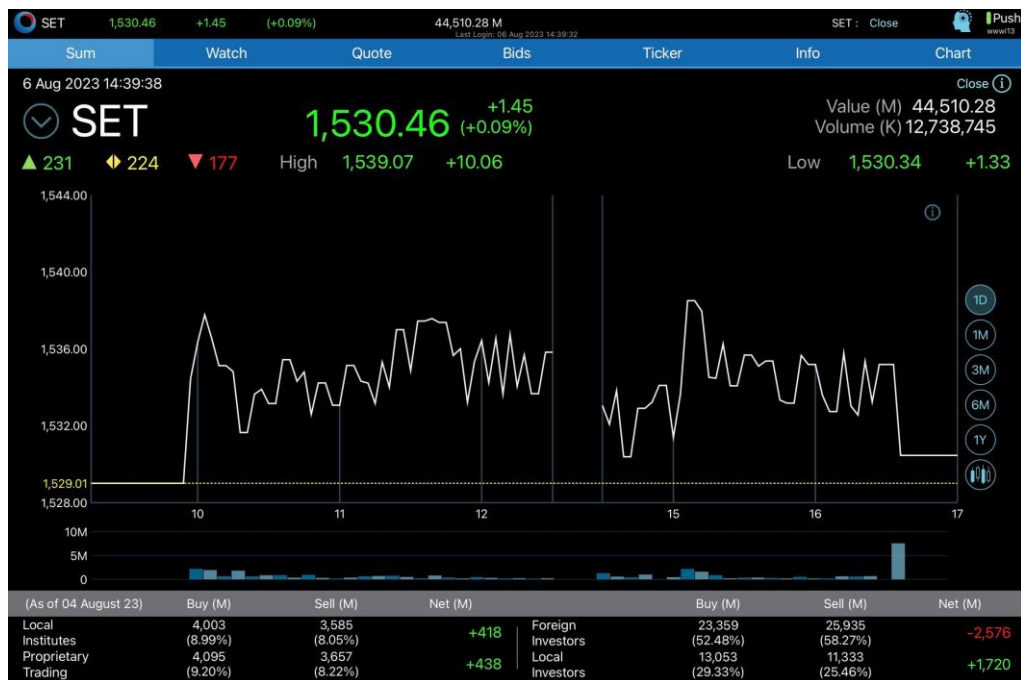 SET 1,530.46 +1.45 (+0.09%) 44,510.28 M SET : Close Push
Last Login: 06 Aug 2023 14:39:32 wwwi13
Sum Watch Quote Bids Ticker Info Chart
6 Aug 2023 14:39:38 Close
SET 1,530.46 +1.45 (+0.09%) Value (M) 44,510.28
Volume (K) 12,738,745
231 224 177 High 1,539.07 +10.06 Low 1,530.34 +1.33
1,544.00
1,540.00
1D
1M
1,536.00
3M
6M
1,532.00
1Y
1,529.01
1,528.00
10 11 12 15 16 17
10M
5M
0
(As of 04 August 23) Buy (M) Sell (M) Net (M) Buy (M) Sell (M) Net (M)
Local Institutes 4,003 (8.99%) 3,585 (8.05%) +418 Foreign Investors 23,359 (52.48%) 25,935 (58.27%) -2,576
Proprietary Trading 4,095 (9.20%) 3,657 (8.22%) +438 Local Investors 13,053 (29.33%) 11,333 (25.46%) +1,720